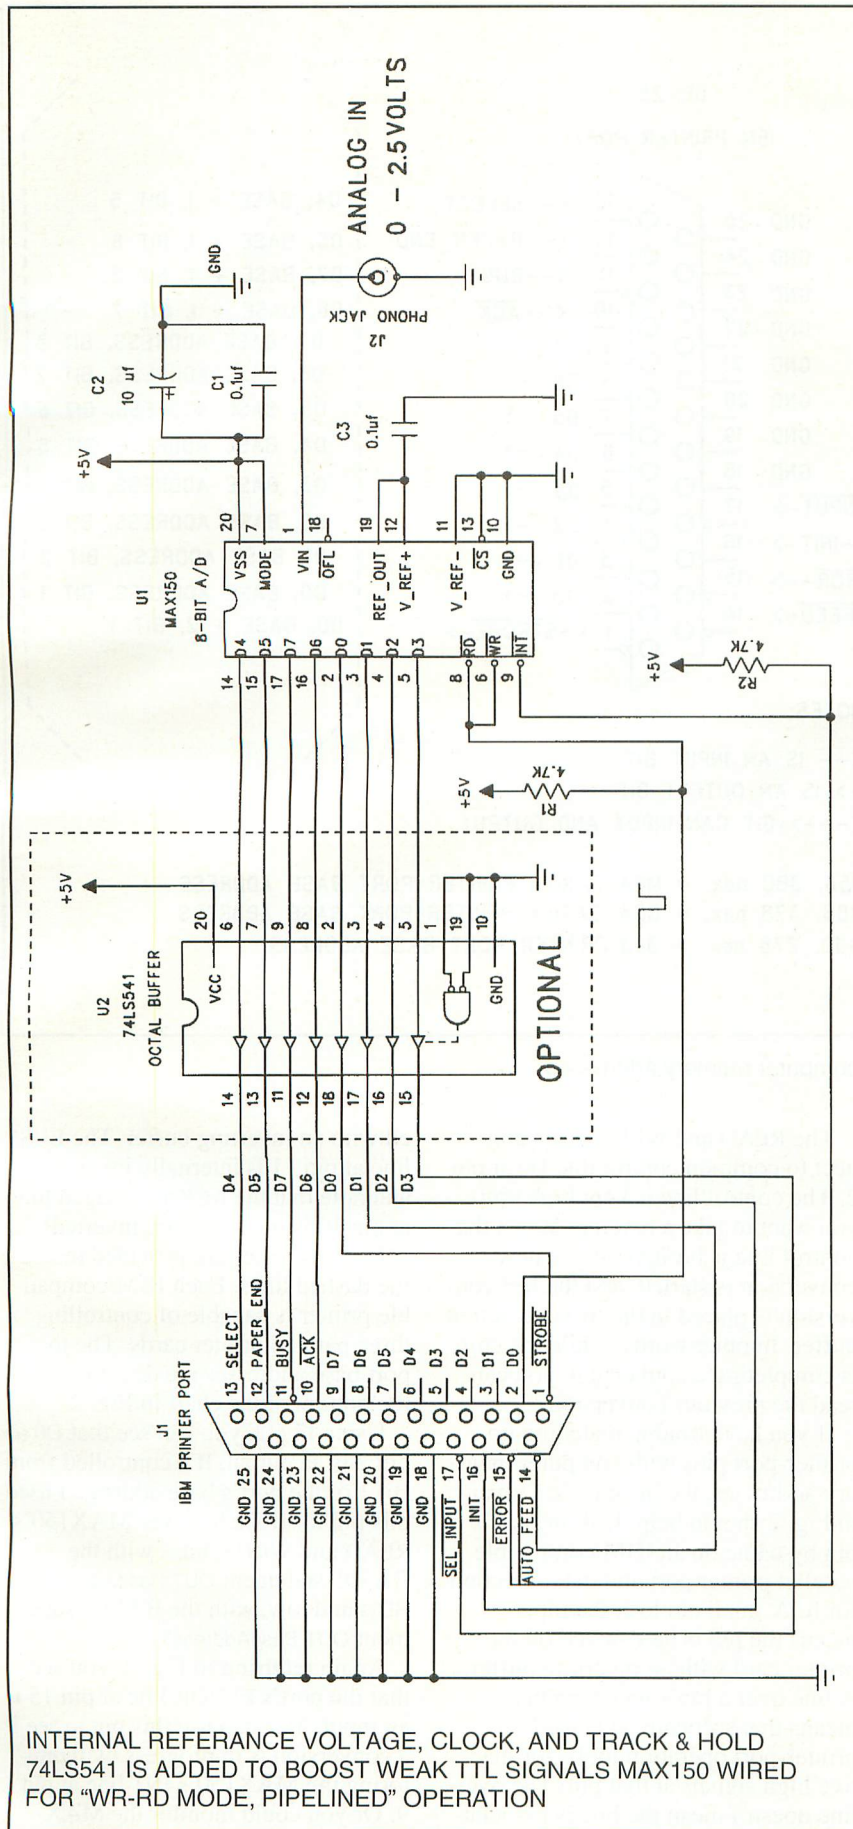 ANALOG IN
0 - 2.5 VOLTS
GND
C2
10 uf
+
C1
0.1uf
J2
PHONO JACK
+5V
C3
0.1uf
20
7
1
18
19
12
11
13
10
U1
MAX150
8-BIT A/D
VSS
MODE
VIN
OFL
REF_OUT
V_REF+
V_REF-
CS
GND
D4
D5
D7
D6
D0
D1
D2
D3
RD
WR
INT
14
15
17
16
2
3
4
5
8
6
9
+5V
R2
4.7K
+5V
R1
4.7K
+5V
20
6
7
9
8
2
3
4
5
1
19
10
U2
74LS541
OCTAL BUFFER
VCC
GND
OPTIONAL
14
13
11
12
18
17
16
15
D4
D5
D7
D6
D0
D1
D2
D3
J1
IBM PRINTER PORT
13 SELECT
12 PAPER_END
11 BUSY
10 ACK
9 D7
8 D6
7 D5
6 D4
5 D3
4 D2
3 D1
2 D0
1 STROBE
GND 25
GND 24
GND 23
GND 22
GND 21
GND 20
GND 19
GND 18
SEL_INPUT 17
INIT 16
ERROR 15
AUTO FEED 14
INTERNAL REFERANCE VOLTAGE, CLOCK, AND TRACK & HOLD
74LS541 IS ADDED TO BOOST WEAK TTL SIGNALS MAX150 WIRED
FOR “WR-RD MODE, PIPELINED” OPERATION